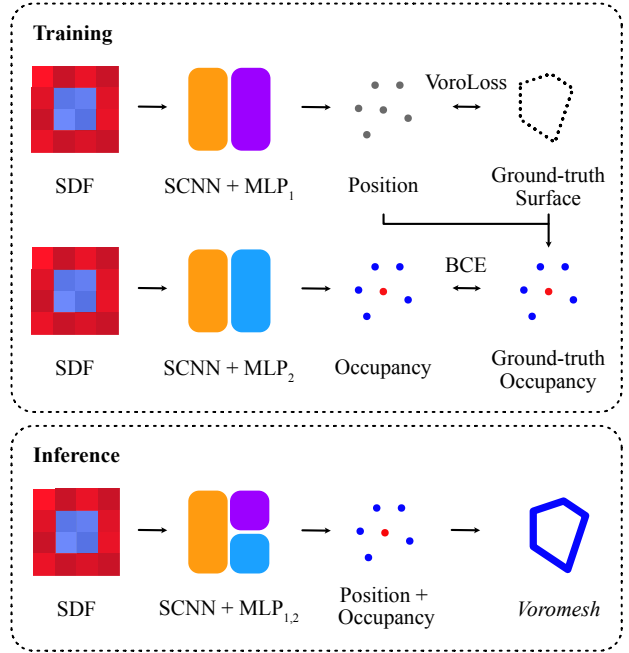 Training
VoroLoss
SDF
SCNN + MLP1
Position
Ground-truth
Surface
BCE
SDF
SCNN + MLP2
Occupancy
Ground-truth
Occupancy
Inference
SDF
SCNN + MLP1,2
Position +
Occupancy
Voromesh